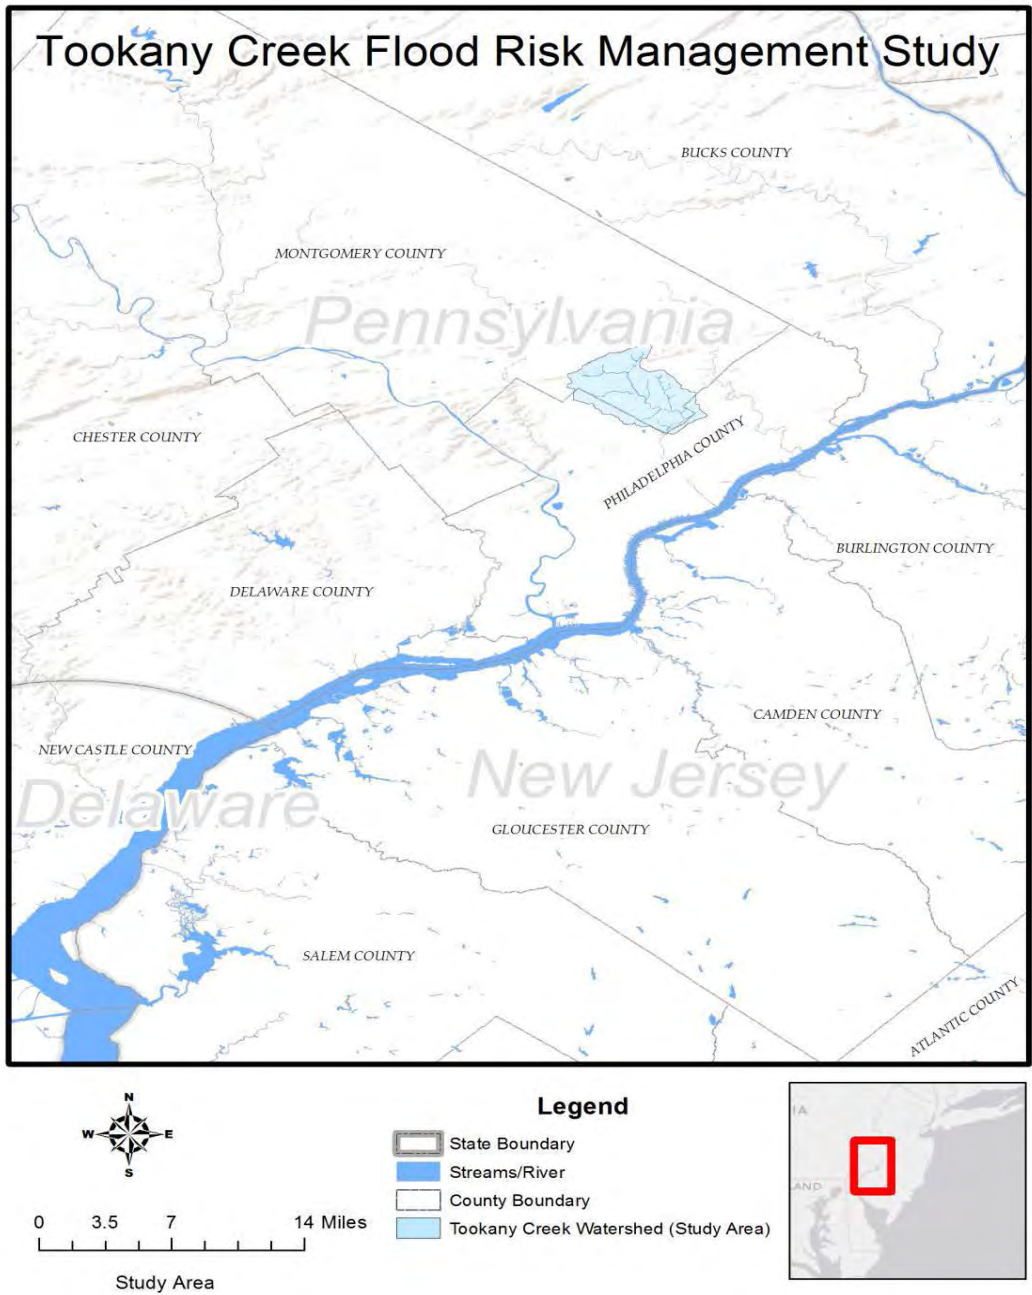 Tookany Creek Flood Risk Management Study
BUCKS COUNTY
MONTGOMERY COUNTY
Pennsylvania
CHESTER COUNTY
PHILADELPHIA COUNTY
BURLINGTON COUNTY
DELAWARE COUNTY
CAMDEN COUNTY
NEW CASTLE COUNTY
New Jersey
Delaware
GLOUCESTER COUNTY
SALEM COUNTY
ATLANTIC COUNTY
N
W E
S
0 3.5 7 14 Miles
Study Area
Legend
State Boundary
Streams/River
County Boundary
Tookany Creek Watershed (Study Area)
IA
LAND